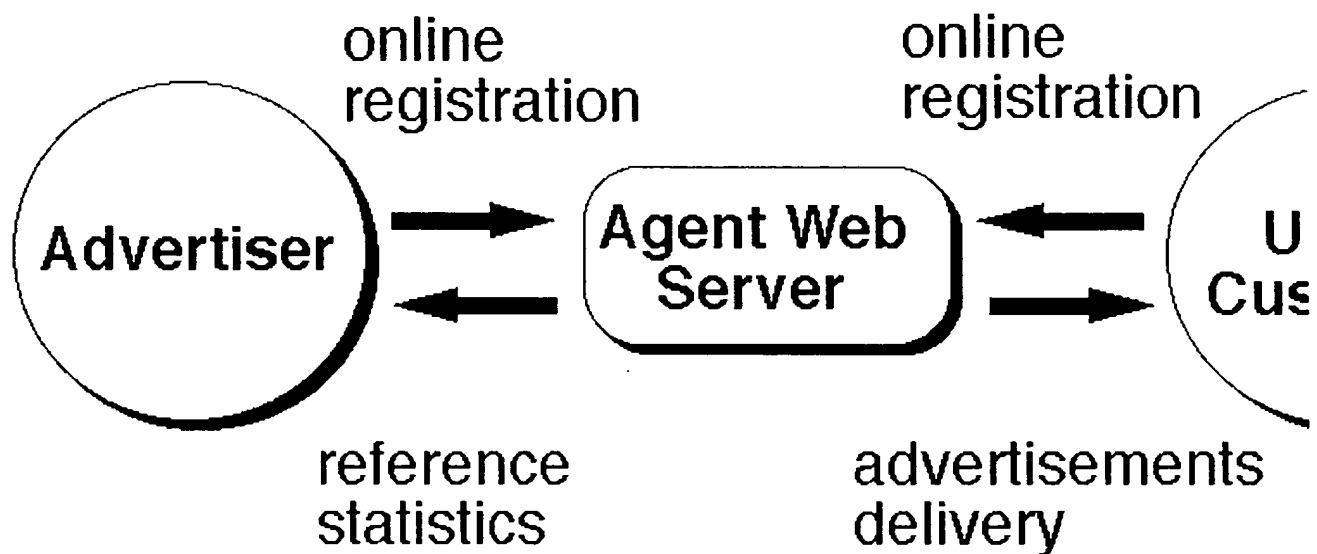 online
registration
online
registration
Advertiser
Agent Web
Server
reference
statistics
advertisements
delivery